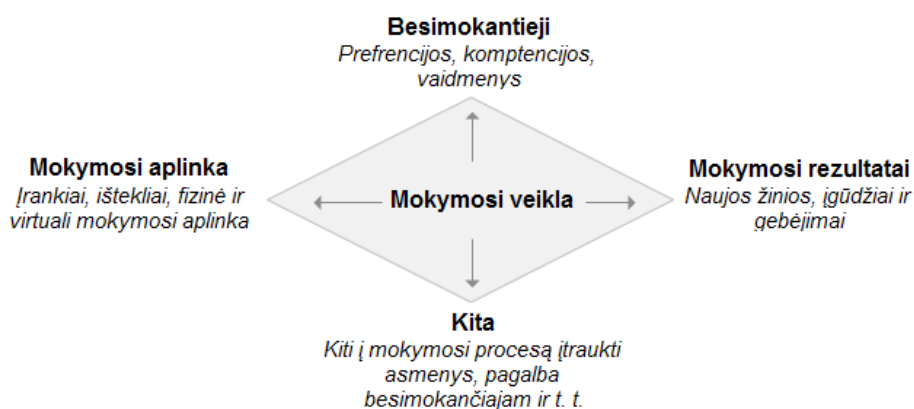 Besimokantieji
Prefrencijos, komptencijos,
vaidmenys
Mokymosi aplinka
Įrankiai, ištekliai, fizinė ir
virtuali mokymosi aplinka
Mokymosi veikla
Mokymosi rezultatai
Naujos žinios, įgūdžiai ir
gebėjimai
Kita
Kiti į mokymosi procesą įtraukti
asmenys, pagalba
besimokančiajam ir t. t.